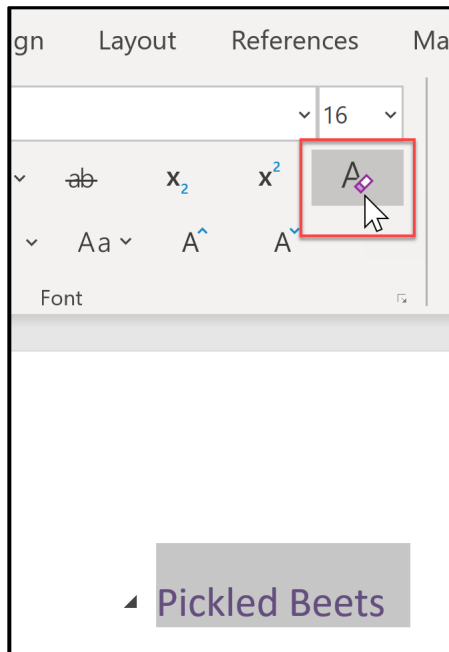 gn Layout References Ma
16
ab x2 x2 A
Aa A A
Font
Pickled Beets